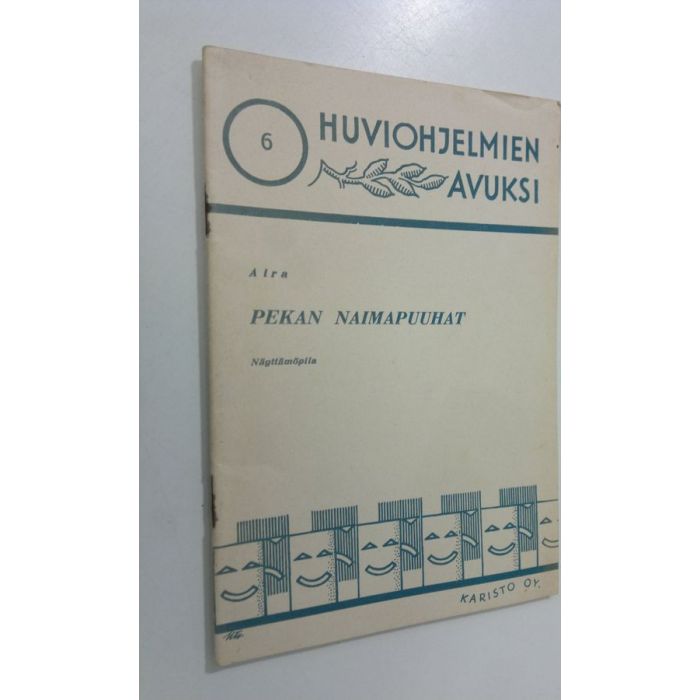 6
HUVIOHJELMIEN
AVUKSI
Aira
PEKAN NAIMAPUUHAT
Näyttämöpila
KARISTO OY.